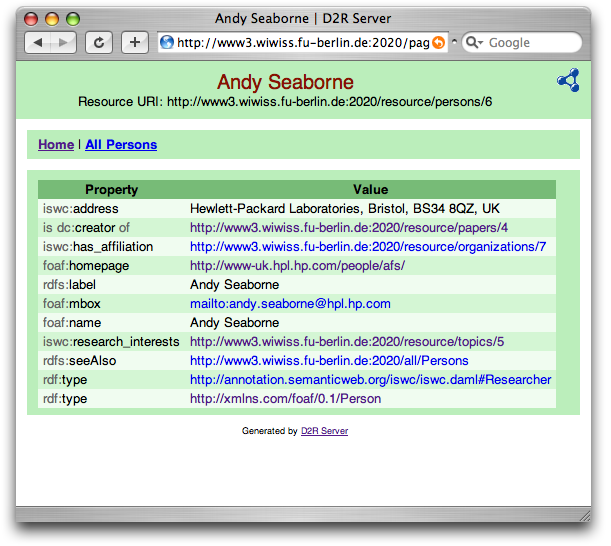 Andy Seaborne | D2R Server
http://www3.wiwiss.fu-berlin.de:2020/pag
Google
Andy Seaborne
Resource URI: http://www3.wiwiss.fu-berlin.de:2020/resource/persons/6
Home | All Persons
Property Value
iswc:address Hewlett-Packard Laboratories, Bristol, BS34 8QZ, UK
is dc:creator of http://www3.wiwiss.fu-berlin.de:2020/resource/papers/4
iswc:has_affiliation http://www3.wiwiss.fu-berlin.de:2020/resource/organizations/7
foaf:homepage http://www-uk.hpl.hp.com/people/afs/
rdfs:label Andy Seaborne
foaf:mbox mailto:andy.seaborne@hpl.hp.com
foaf:name Andy Seaborne
iswc:research_interests http://www3.wiwiss.fu-berlin.de:2020/resource/topics/5
rdfs:seeAlso http://www3.wiwiss.fu-berlin.de:2020/all/Persons
rdf:type http://annotation.semanticweb.org/iswc/iswc.daml#Researcher
rdf:type http://xmlns.com/foaf/0.1/Person
Generated by D2R Server